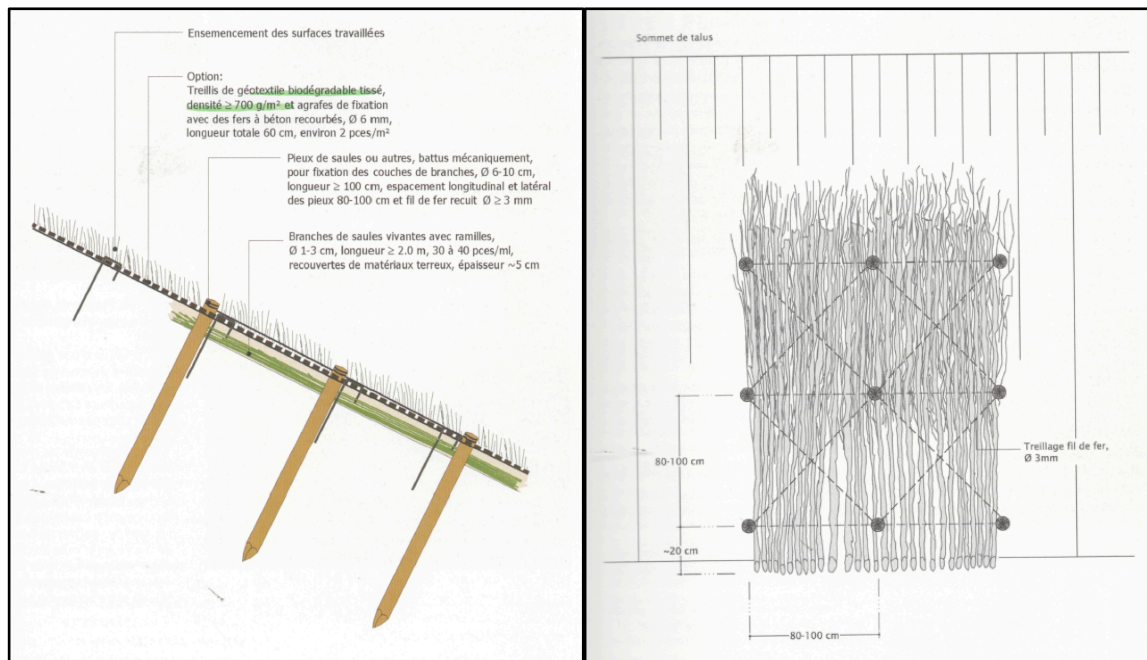 Ensemencement des surfaces travaillées
Option:
Treillis de géotextile biodégradable tissé,
densité ≥ 700 g/m² et agrafes de fixation
avec des fers à béton recourbés, Ø 6 mm,
longueur totale 60 cm, environ 2 pces/m²
Pieux de saules ou autres, battus mécaniquement,
pour fixation des couches de branches, Ø 6-10 cm,
longueur ≥ 100 cm, espacement longitudinal et latéral
des pieux 80-100 cm et fil de fer recuit Ø ≥ 3 mm
Branches de saules vivantes avec ramilles,
Ø 1-3 cm, longueur ≥ 2.0 m, 30 à 40 pces/ml,
recouvertes de matériaux terreux, épaisseur ~5 cm
Sommet de talus
Treillage fil de fer,
Ø 3mm
80-100 cm
~20 cm
80-100 cm